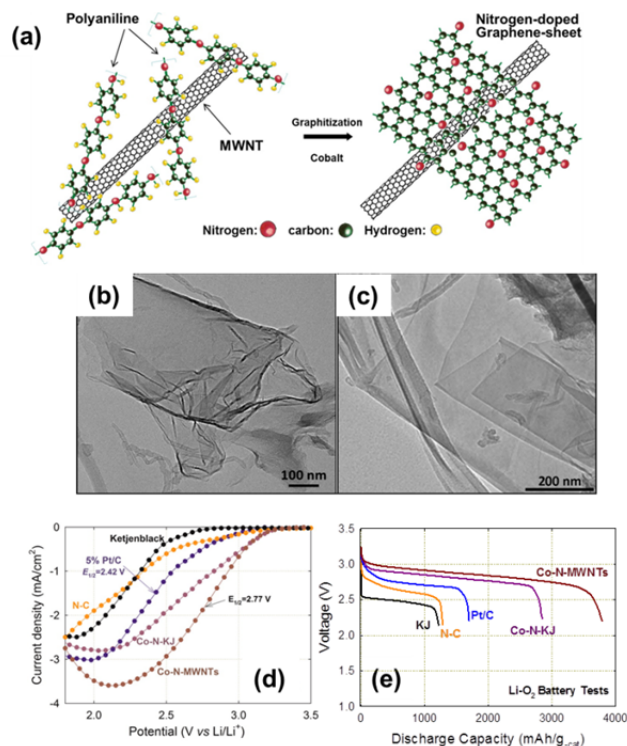 (a)
Polyaniline
MWNT
Graphitization
Cobalt
Nitrogen-doped
Graphene-sheet
Nitrogen: carbon: Hydrogen:
(b)
100 nm
(c)
200 nm
Current density (mA/cm²)
0
-1
-2
-3
-4
Ketjenblack
5% Pt/C
E1/2=2.42 V
N-C
E1/2=2.77 V
Co-N-KJ
Co-N-MWNTs
(d)
2.0 2.5 3.0 3.5
Potential (V vs Li/Li⁺)
(e)
Voltage (V)
3.5
3.0
2.5
2.0
1.5
1.0
Co-N-MWNTs
Pt/C
Co-N-KJ
KJ
N-C
Li-O₂ Battery Tests
0 1000 2000 3000 4000
Discharge Capacity (mAh/g-cat)